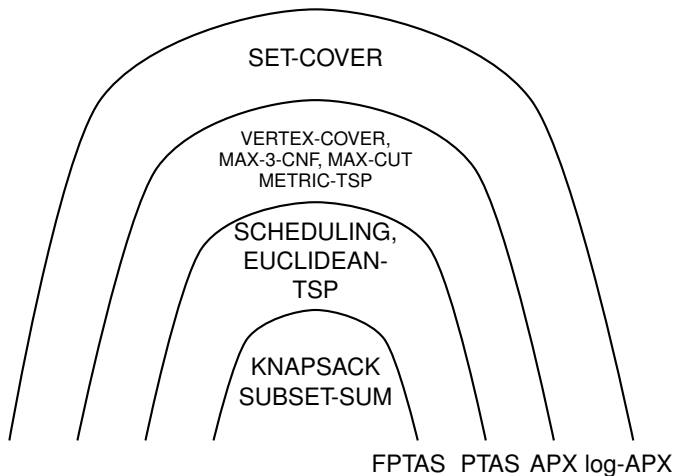 SET-COVER
VERTEX-COVER,
MAX-3-CNF, MAX-CUT
METRIC-TSP
SCHEDULING,
EUCLIDEAN-
TSP
KNAPSACK
SUBSET-SUM
FPTAS PTAS APX log-APX